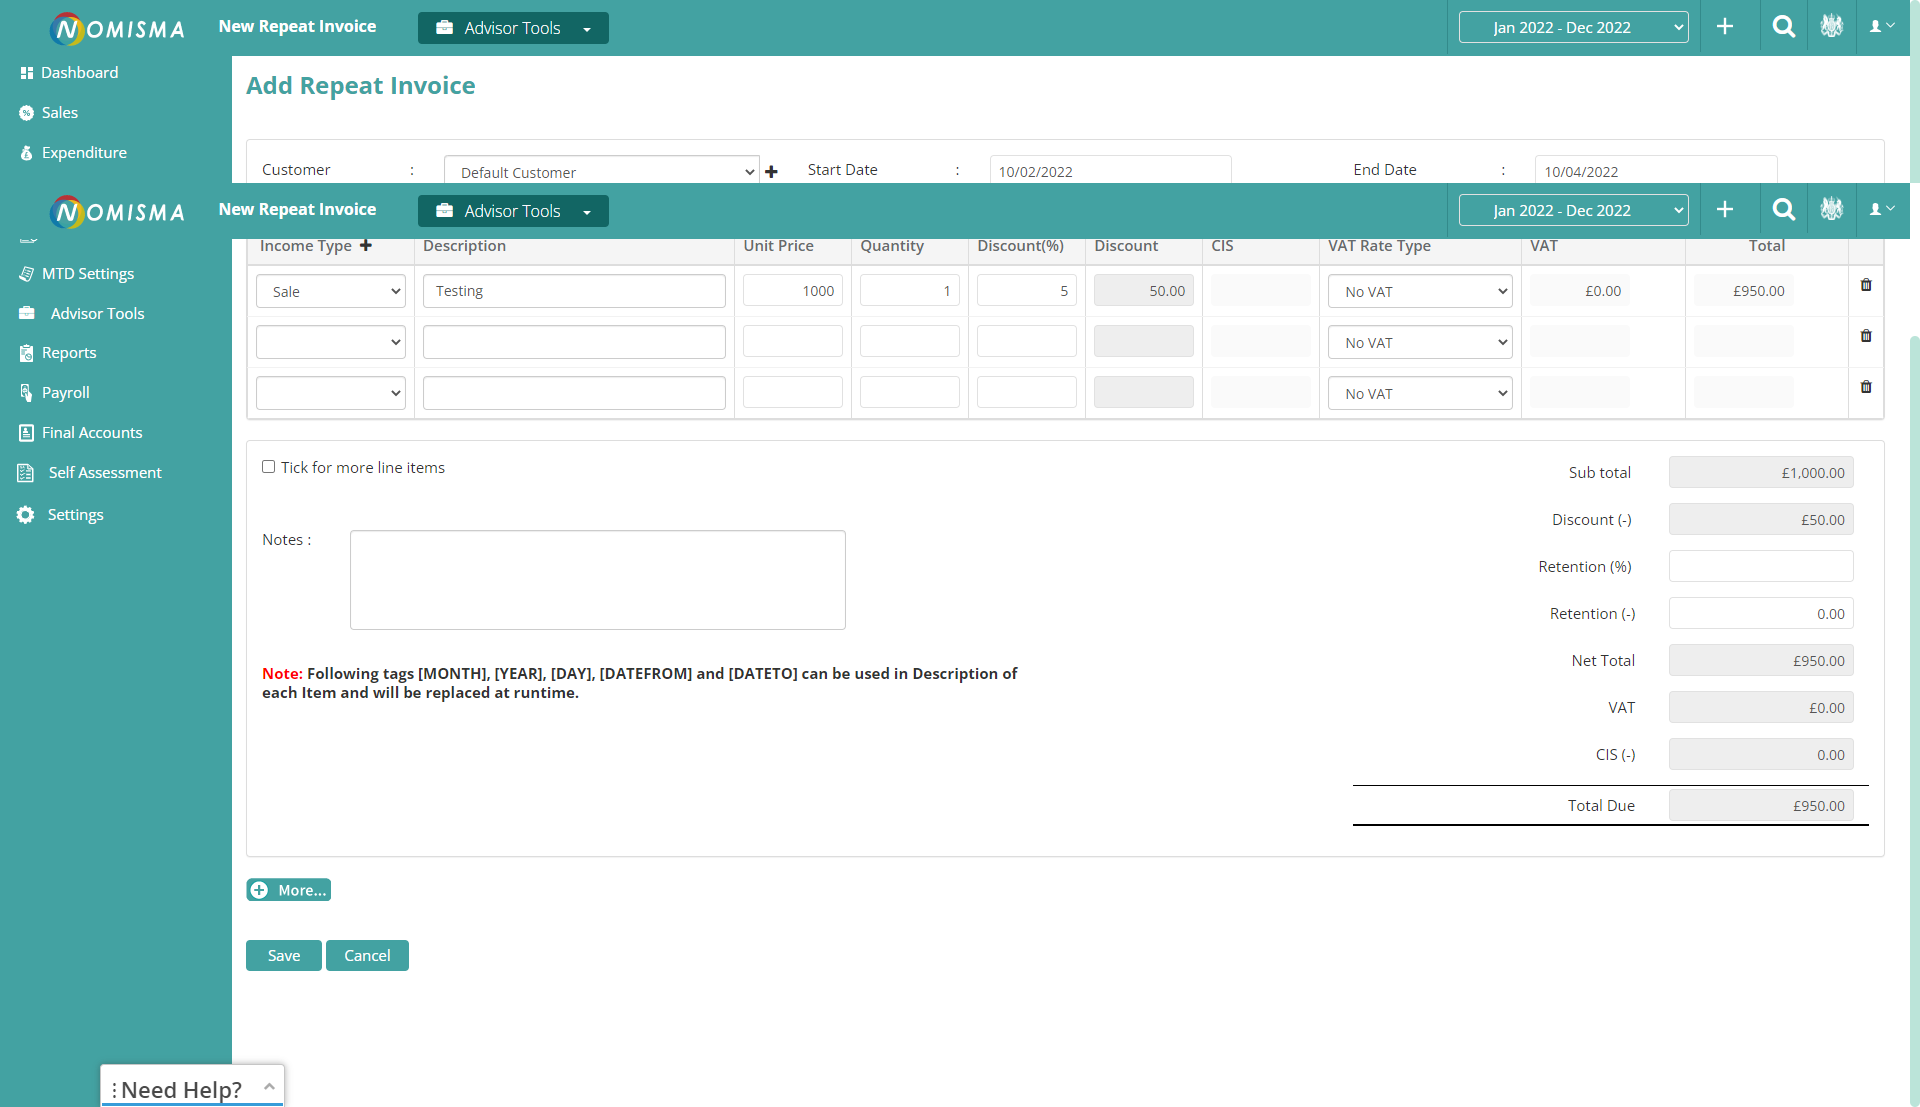 NOMISMA New Repeat Invoice Advisor Tools Jan 2022 - Dec 2022
Dashboard
Sales
Expenditure
Add Repeat Invoice
Customer : Default Customer Start Date : 10/02/2022 End Date : 10/04/2022
NOMISMA New Repeat Invoice Advisor Tools Jan 2022 - Dec 2022
MTD Settings
Advisor Tools
Reports
Payroll
Final Accounts
Self Assessment
Settings
Income Type Description Unit Price Quantity Discount(%) Discount CIS VAT Rate Type VAT Total
Sale Testing 1000 1 5 50.00 No VAT £0.00 £950.00
No VAT
No VAT
Tick for more line items
Notes :
Note: Following tags [MONTH], [YEAR], [DAY], [DATEFROM] and [DATETO] can be used in Description of
each Item and will be replaced at runtime.
Sub total £1,000.00
Discount (-) £50.00
Retention (%)
Retention (-) 0.00
Net Total £950.00
VAT £0.00
CIS (-) 0.00
Total Due £950.00
More...
Save Cancel
Need Help?